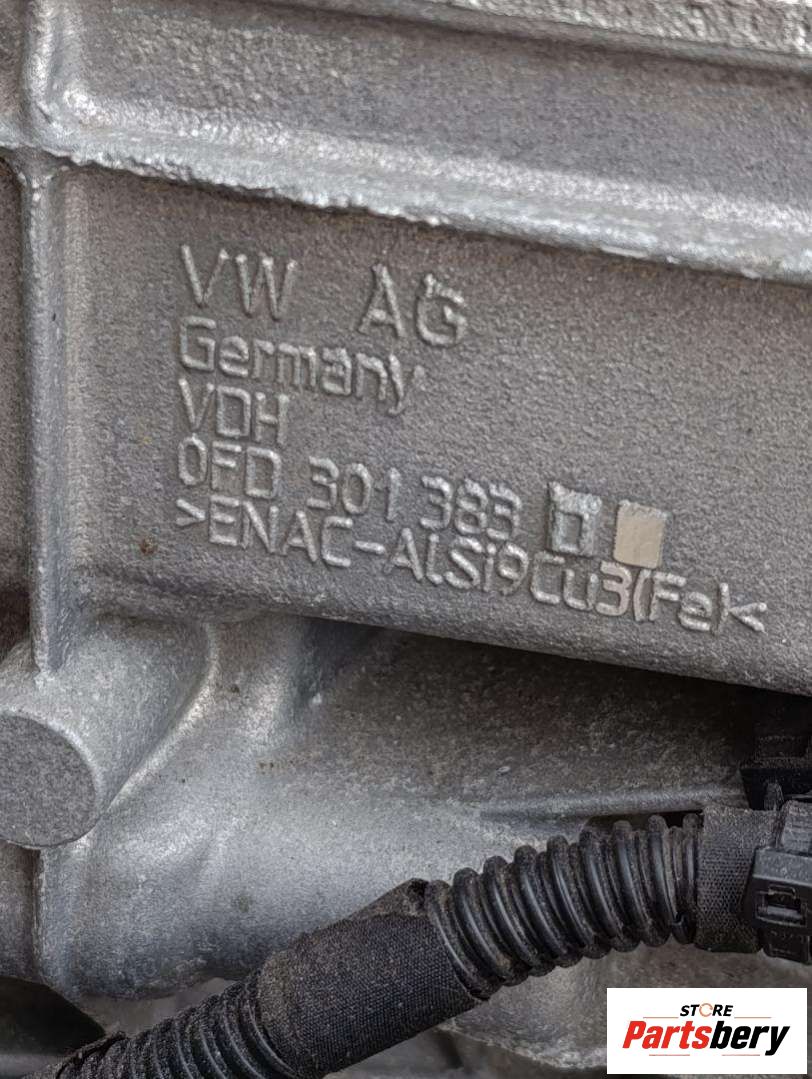 VW AG
Germany
VDH
0FD 301 383 D
>ENAC-AlSi9Cu3(Fe)<
STORE
Partsbery